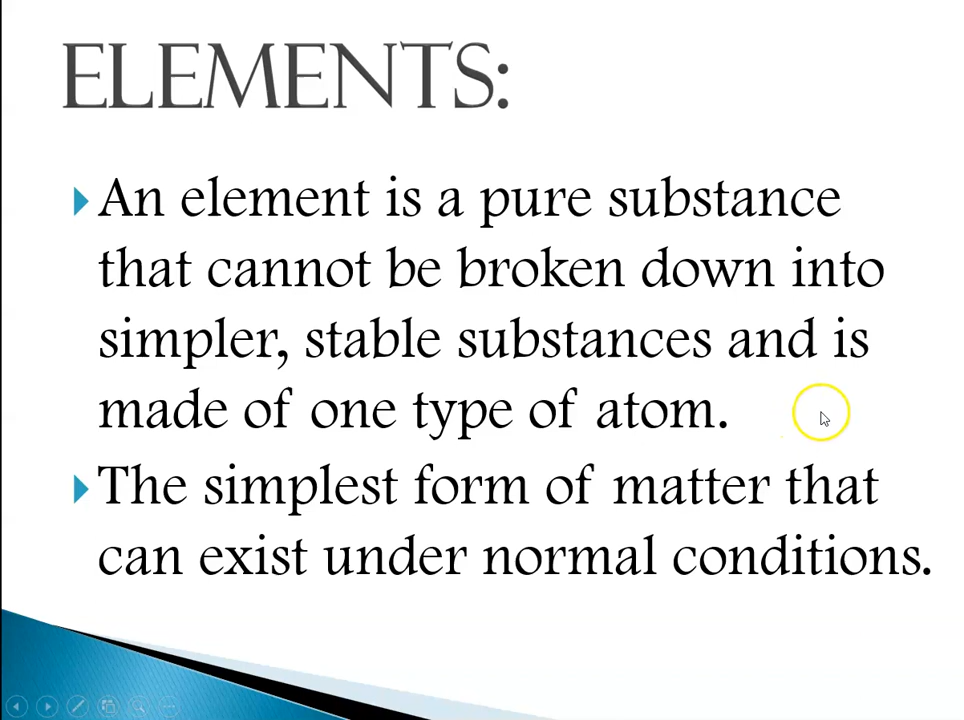 ELEMENTS:
An element is a pure substance
that cannot be broken down into
simpler, stable substances and is
made of one type of atom.
The simplest form of matter that
can exist under normal conditions.